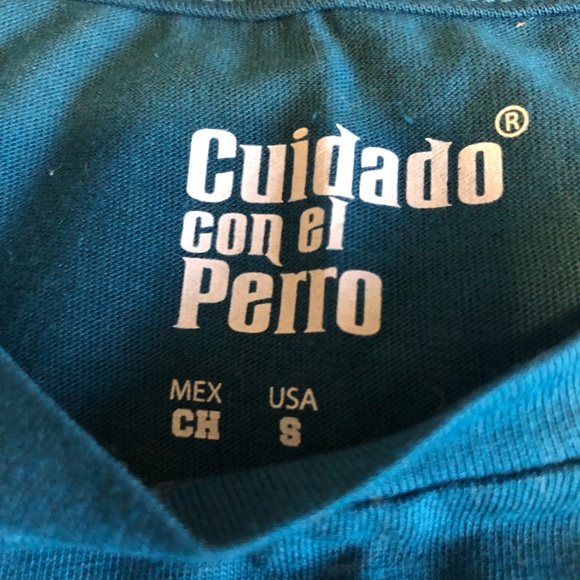 Cuidado®
con el
Perro
MEX USA
CH S